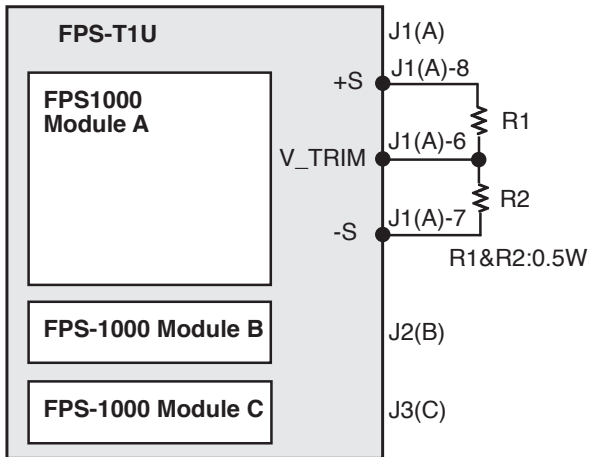 FPS-T1U
J1(A)
FPS1000
Module A
+S
J1(A)-8
R1
V_TRIM
J1(A)-6
R2
-S
J1(A)-7
R1&R2:0.5W
FPS-1000 Module B
J2(B)
FPS-1000 Module C
J3(C)